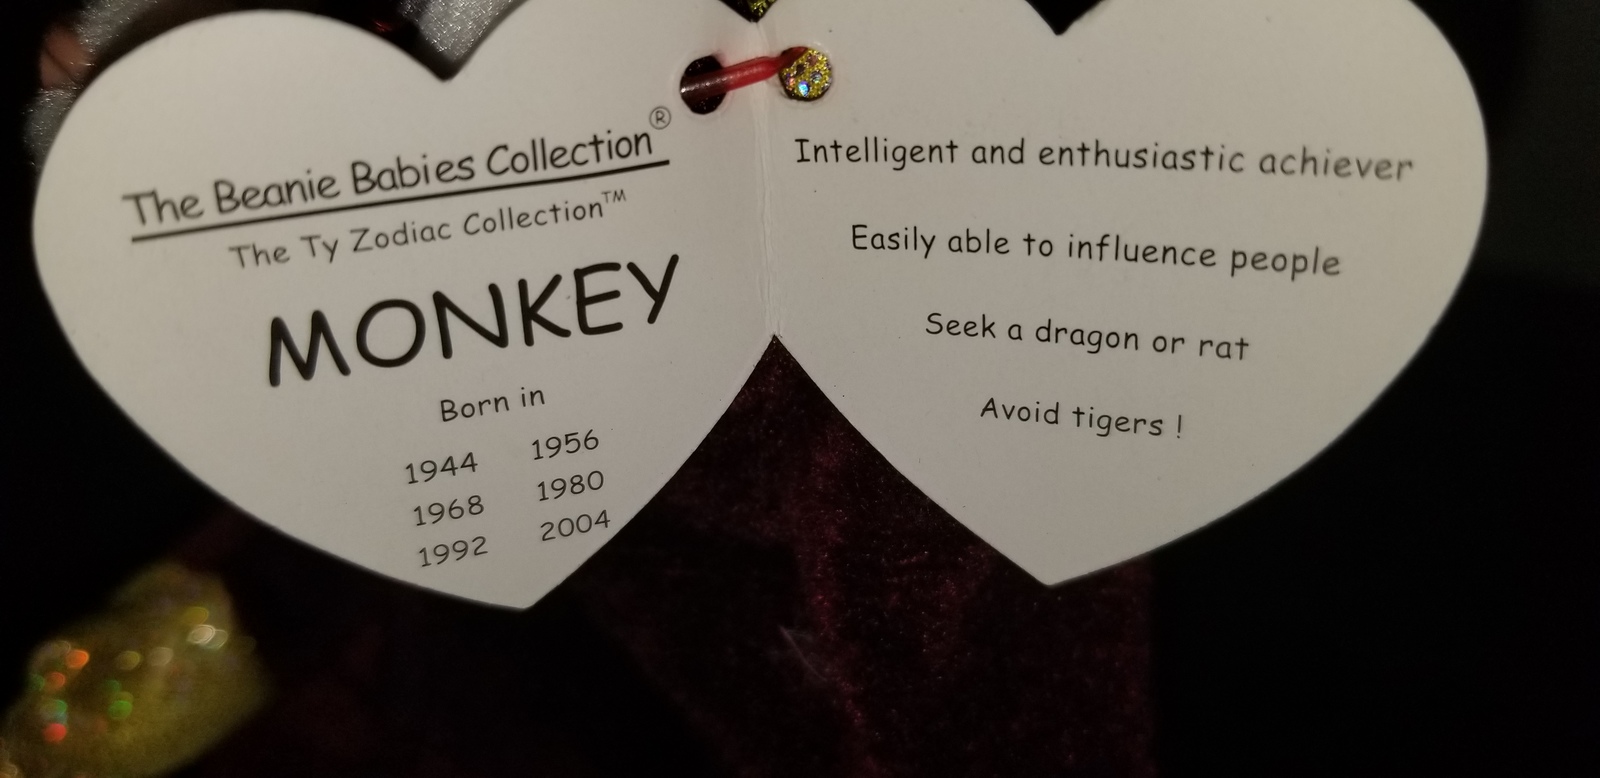 The Beanie Babies Collection®
The Ty Zodiac Collection™
MONKEY
Born in
1944 1956
1968 1980
1992 2004
Intelligent and enthusiastic achiever
Easily able to influence people
Seek a dragon or rat
Avoid tigers !